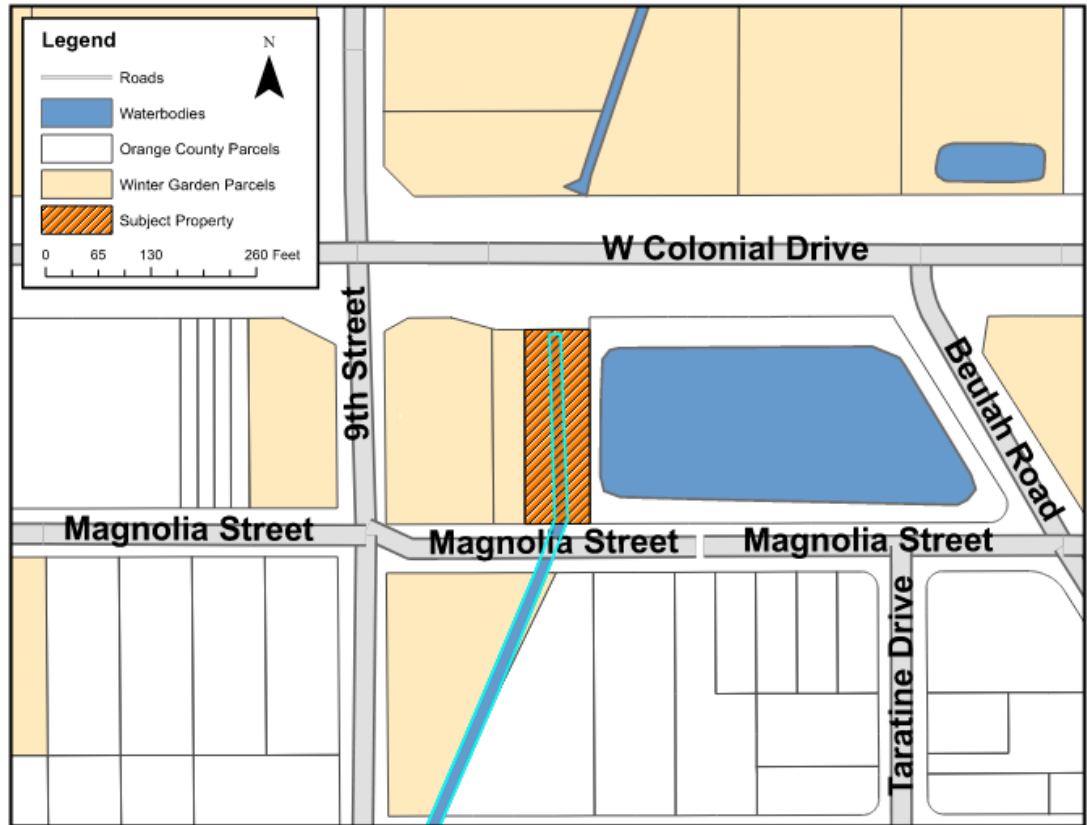 Legend
N
Roads
Waterbodies
Orange County Parcels
Winter Garden Parcels
Subject Property
0 65 130 260 Feet
W Colonial Drive
9th Street
Beulah Road
Magnolia Street
Magnolia Street
Magnolia Street
Taratine Drive